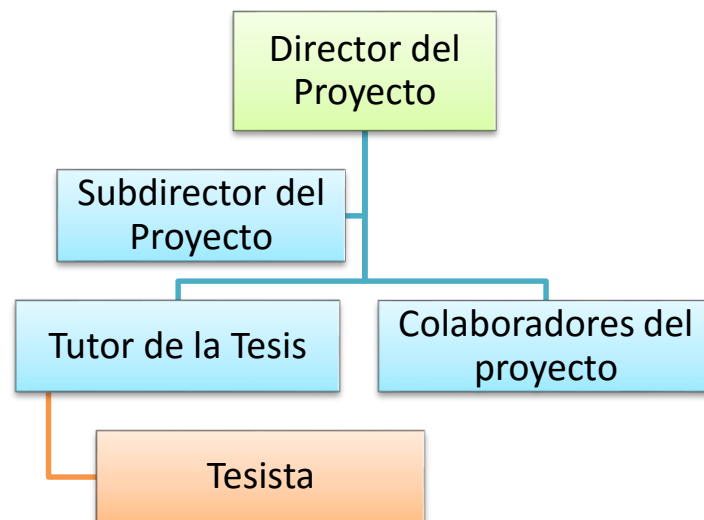 Director del
Proyecto
Subdirector del
Proyecto
Tutor de la Tesis
Colaboradores del
proyecto
Tesista